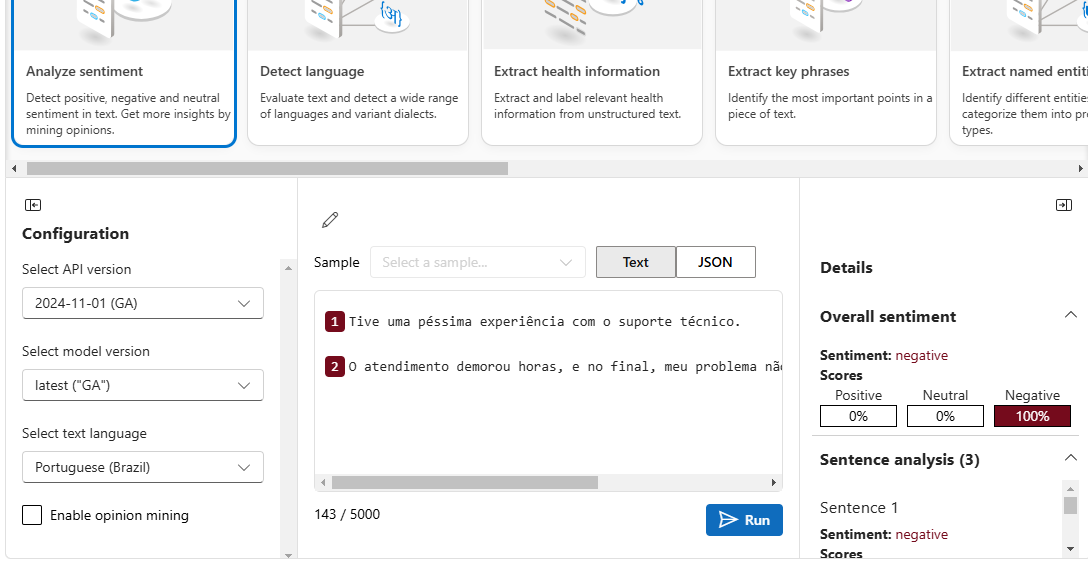 Analyze sentiment
Detect positive, negative and neutral
sentiment in text. Get more insights by
mining opinions.
{अ}
Detect language
Evaluate text and detect a wide range
of languages and variant dialects.
Extract health information
Extract and label relevant health
information from unstructured text.
Extract key phrases
Identify the most important points in a
piece of text.
Extract named entiti
Identify different entities
categorize them into pre
types.
Configuration
Select API version
2024-11-01 (GA)
Select model version
latest ("GA")
Select text language
Portuguese (Brazil)
Enable opinion mining
Sample
Select a sample...
Text
JSON
1 Tive uma péssima experiência com o suporte técnico.
2 O atendimento demorou horas, e no final, meu problema não
143 / 5000
Run
Details
Overall sentiment
Sentiment: negative
Scores
Positive Neutral Negative
0% 0% 100%
Sentence analysis (3)
Sentence 1
Sentiment: negative
Scores